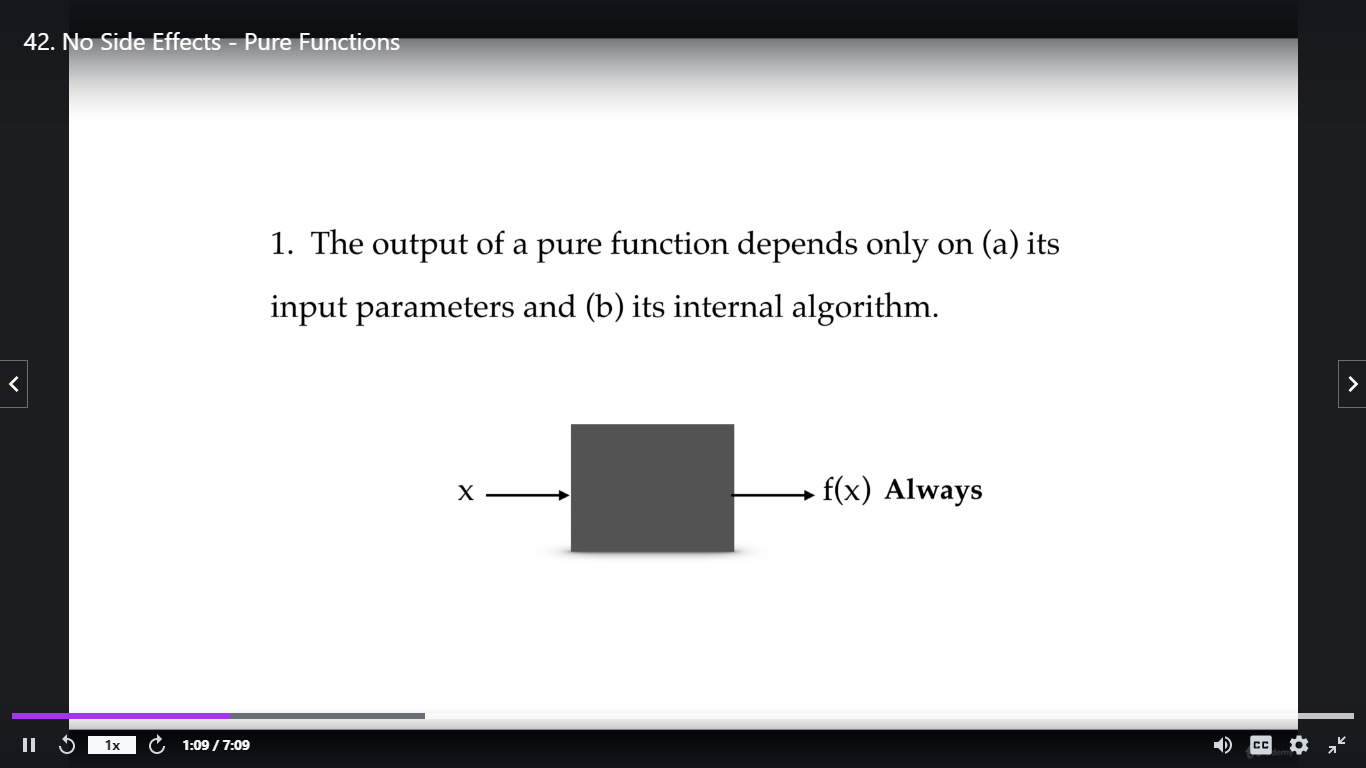 42. No Side Effects - Pure Functions
1. The output of a pure function depends only on (a) its
input parameters and (b) its internal algorithm.
x f(x) Always
1x 1:09 / 7:09 CC